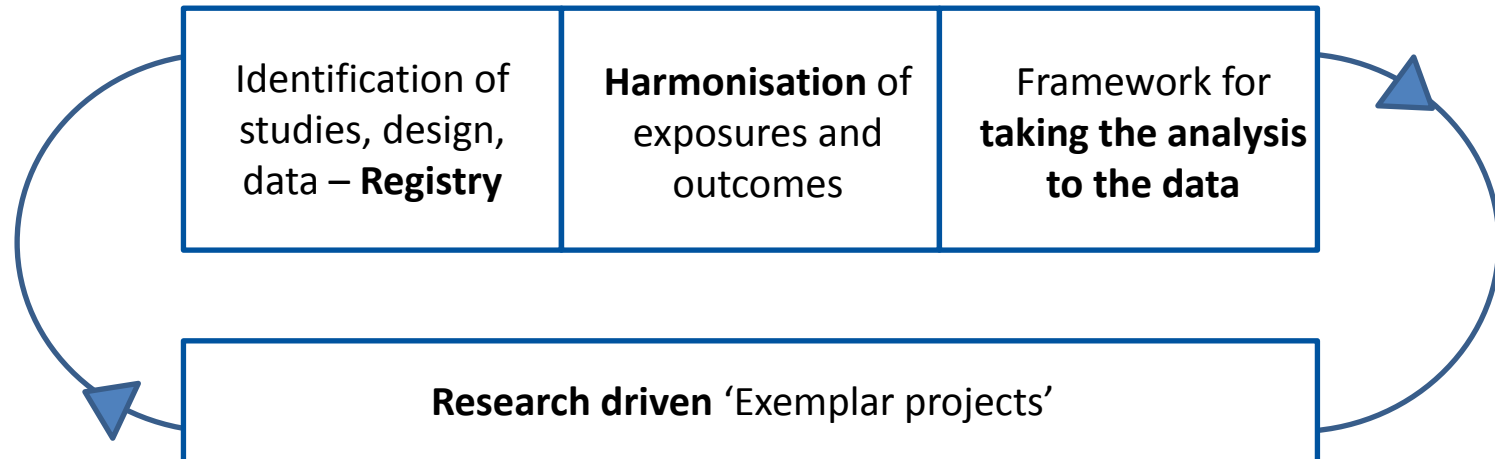 Identification of
studies, design,
data – Registry
Harmonisation of
exposures and
outcomes
Framework for
taking the analysis
to the data
Research driven ‘Exemplar projects’